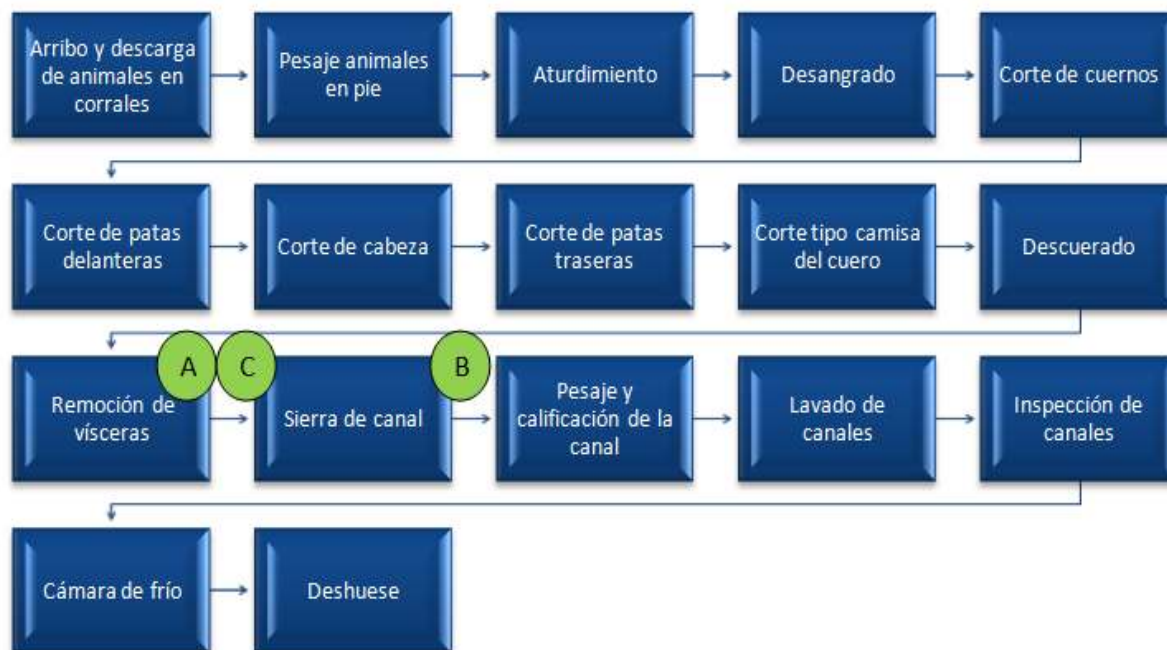 Arribo y descarga
de animales en
corrales
Pesaje animales
en pie
Aturdimiento
Desangrado
Corte de cuernos
Corte de patas
delanteras
Corte de cabeza
Corte de patas
traseras
Corte tipo camisa
del cuero
Descuerado
A
C
B
Remoción de
vísceras
Sierra de canal
Pesaje y
calificación de la
canal
Lavado de
canales
Inspección de
canales
Cámara de frío
Deshuese